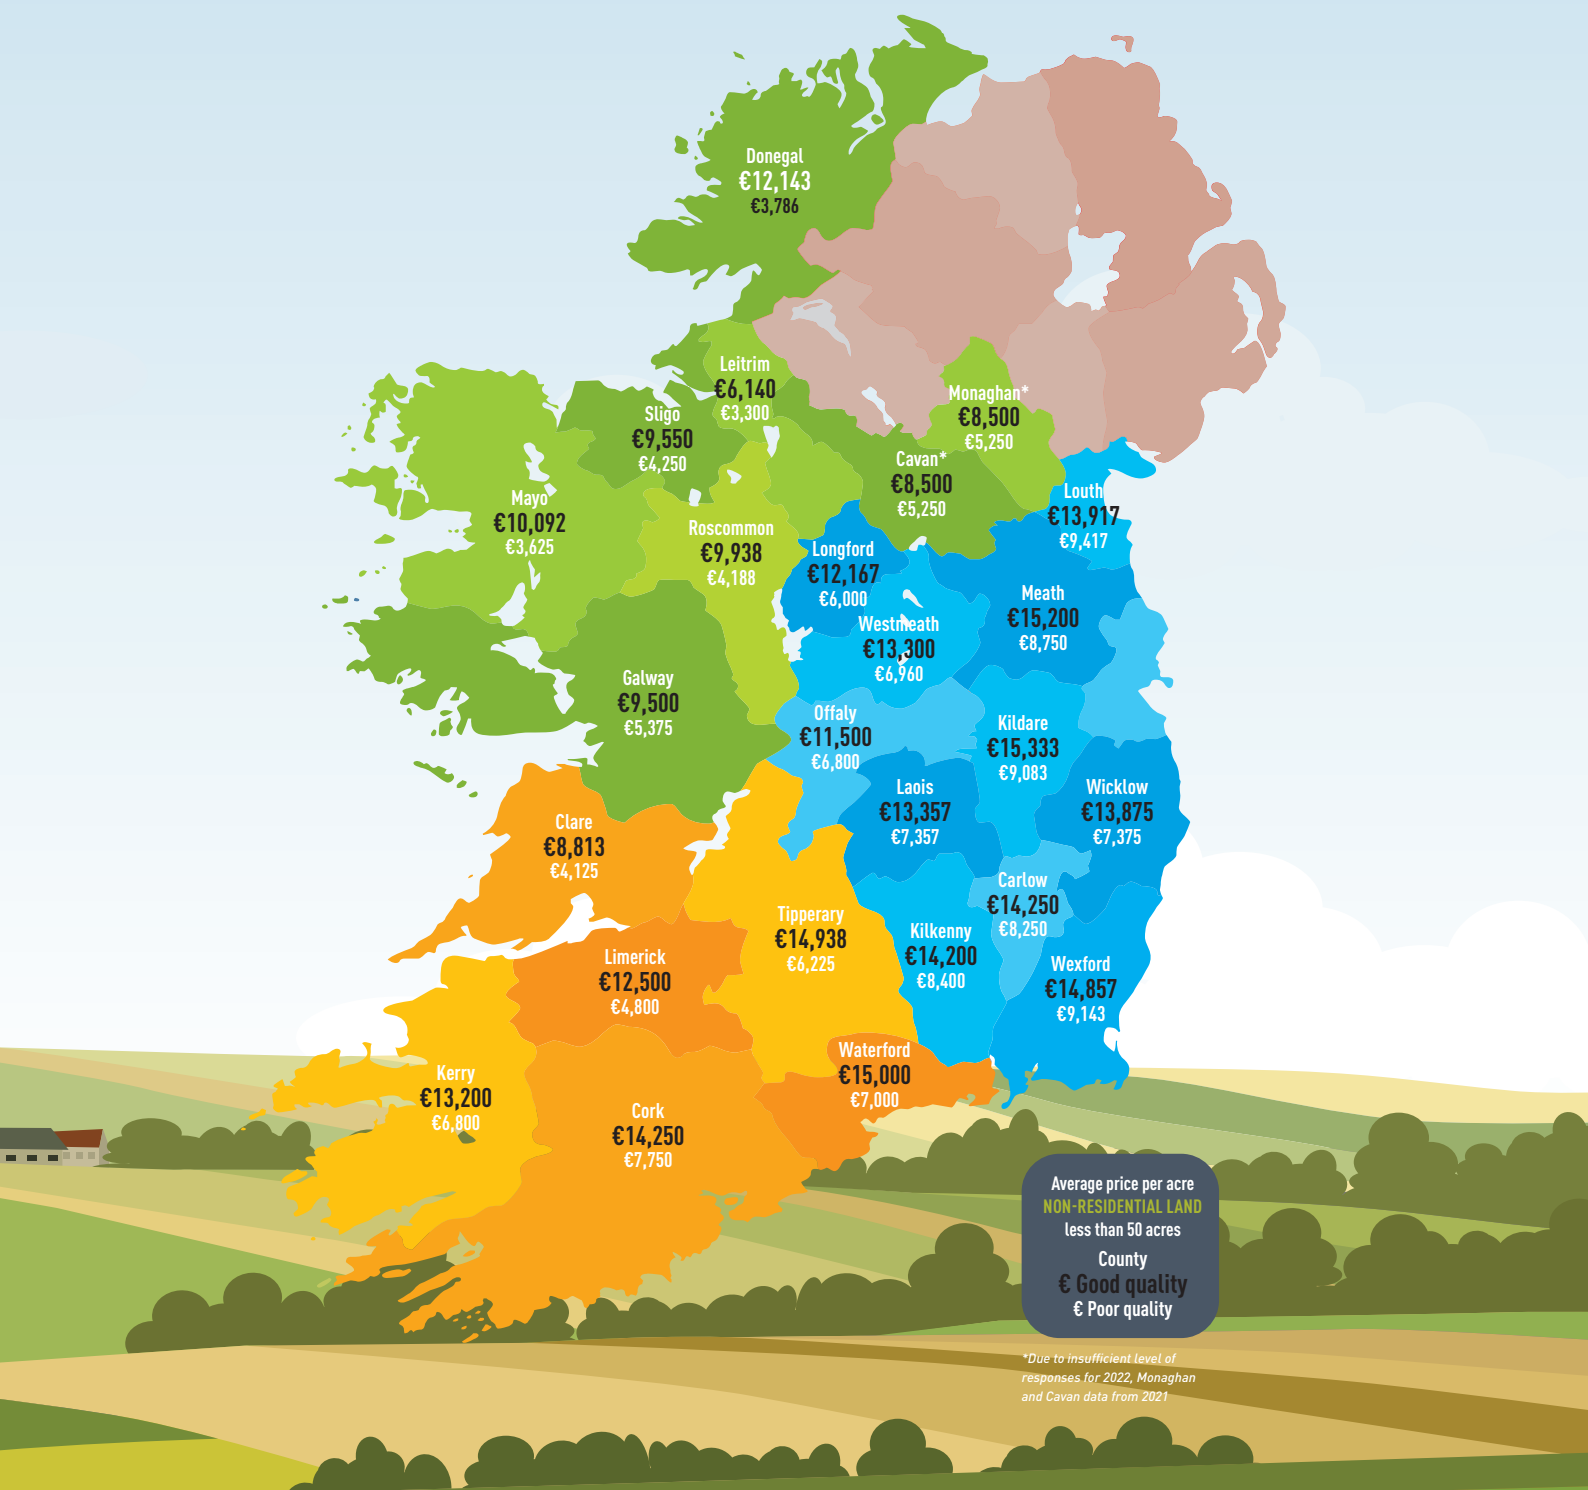 Donegal
€12,143
€3,786
Leitrim
€6,140
€3,300
Monaghan*
€8,500
€5,250
Sligo
€9,550
€4,250
Cavan*
€8,500
€5,250
Mayo
€10,092
€3,625
Louth
€13,917
€9,417
Roscommon
€9,938
€4,188
Longford
€12,167
€6,000
Meath
€15,200
€8,750
Westmeath
€13,300
€6,960
Galway
€9,500
€5,375
Offaly
€11,500
€6,800
Kildare
€15,333
€9,083
Laois
€13,357
€7,357
Wicklow
€13,875
€7,375
Clare
€8,813
€4,125
Carlow
€14,250
€8,250
Tipperary
€14,938
€6,225
Kilkenny
€14,200
€8,400
Limerick
€12,500
€4,800
Wexford
€14,857
€9,143
Waterford
€15,000
€7,000
Kerry
€13,200
€6,800
Cork
€14,250
€7,750
Average price per acre
NON-RESIDENTIAL LAND
less than 50 acres
County
€ Good quality
€ Poor quality
*Due to insufficient level of
responses for 2022, Monaghan
and Cavan data from 2021